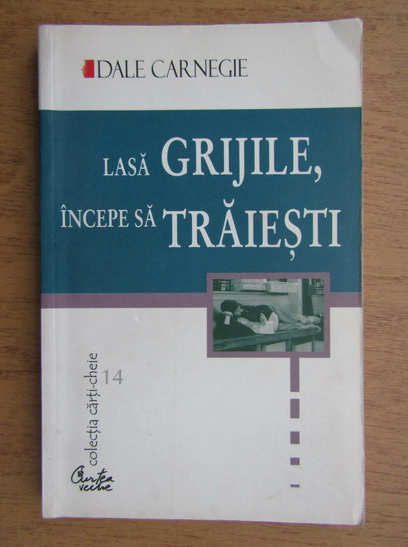 DALE CARNEGIE
LASĂ GRIJILE,
ÎNCEPE SĂ TRĂIEȘTI
colecția cărți-cheie 14
Curtea
veche